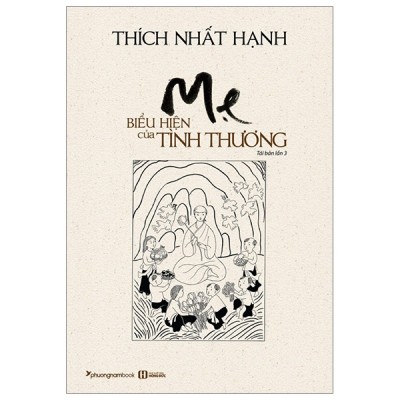 THÍCH NHẤT HẠNH
Mẹ
BIỂU HIỆN
của TÌNH THƯƠNG
Tái bản lần 3
phuongnambook